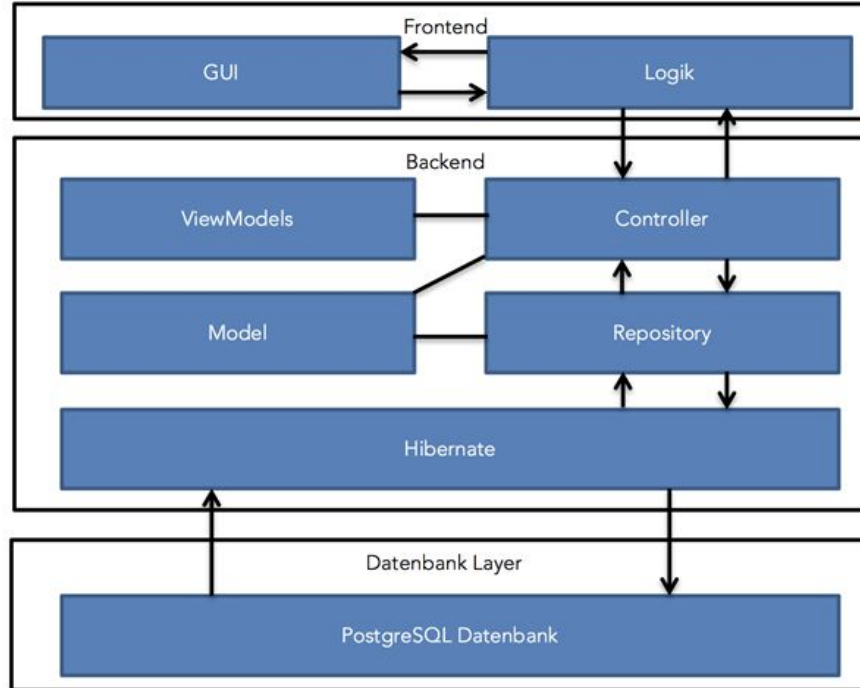 Frontend
GUI
Logik
Backend
ViewModels
Controller
Model
Repository
Hibernate
Datenbank Layer
PostgreSQL Datenbank